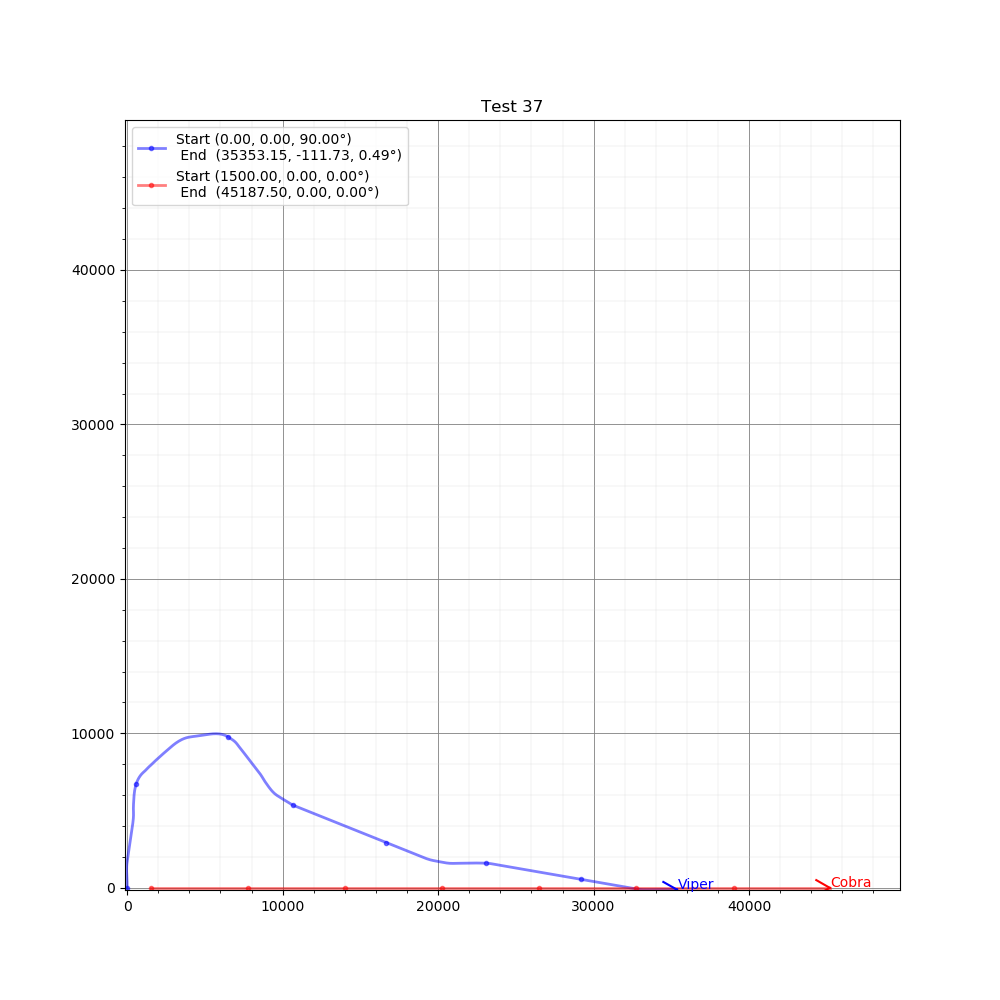 Test 37
Start (0.00, 0.00, 90.00°)
End (35353.15, -111.73, 0.49°)
Start (1500.00, 0.00, 0.00°)
End (45187.50, 0.00, 0.00°)
40000
30000
20000
10000
0
Viper
Cobra
0 10000 20000 30000 40000